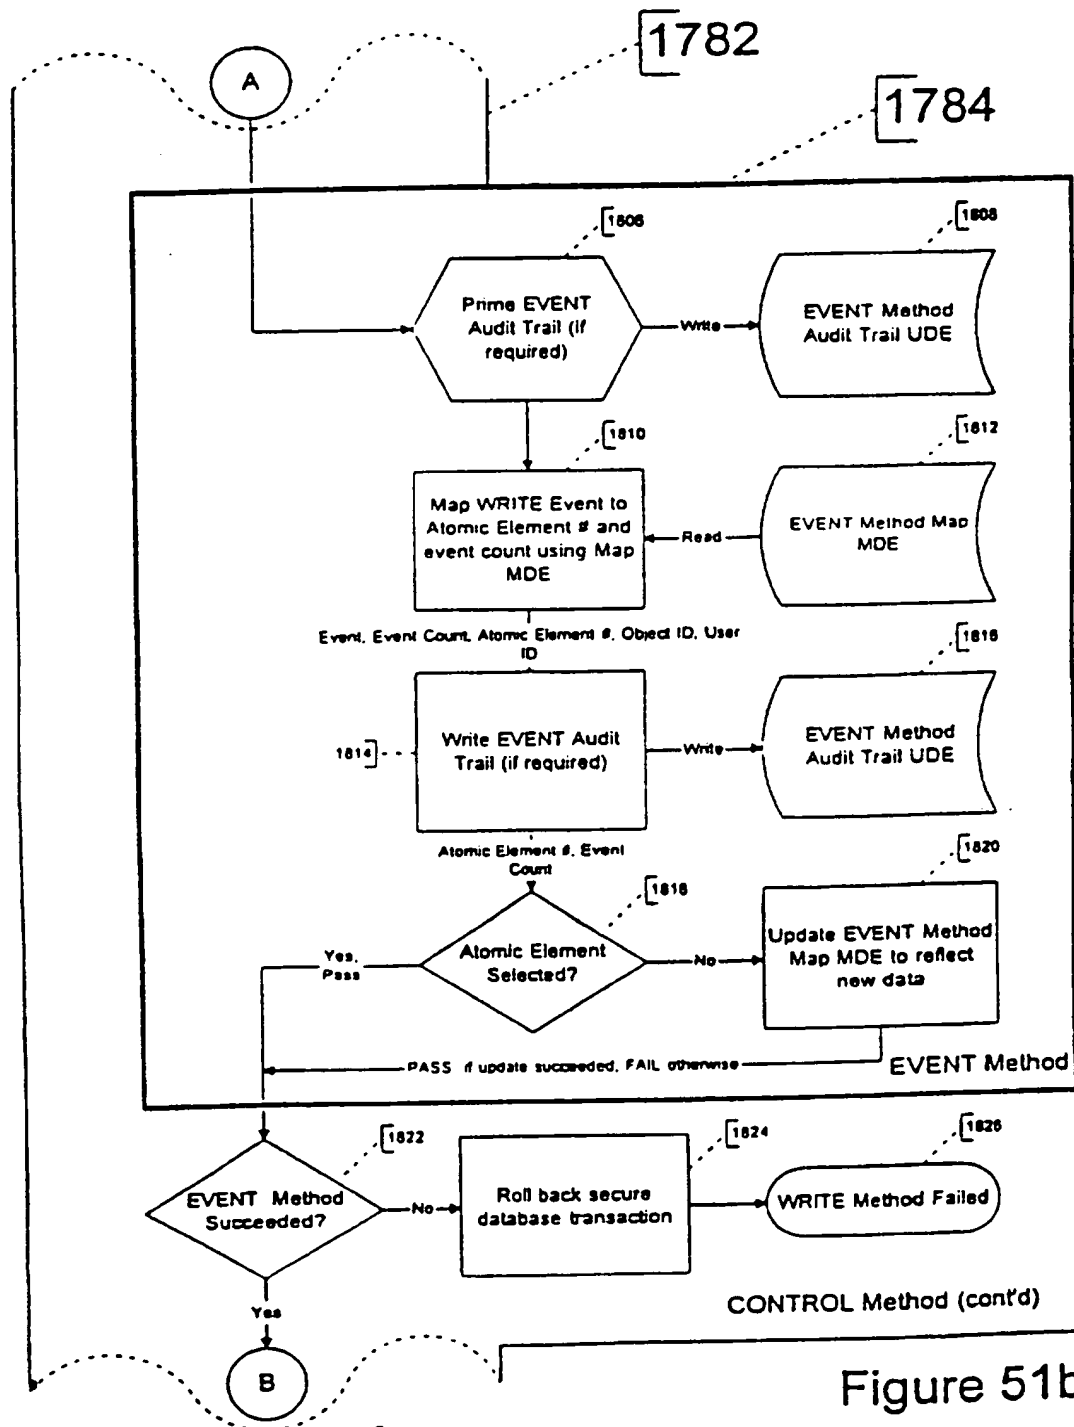 1782
A
1784
1806
1808
Prime EVENT
Audit Trail (if
required)
Write
EVENT Method
Audit Trail UDE
1810
1812
Map WRITE Event to
Atomic Element # and
event count using Map
MDE
Read
EVENT Method Map
MDE
Event, Event Count, Atomic Element #, Object ID, User
ID
1816
1814
Write EVENT Audit
Trail (if required)
Write
EVENT Method
Audit Trail UDE
Atomic Element #, Event
Count
1818
1820
Yes,
Pass
Atomic Element
Selected?
No
Update EVENT Method
Map MDE to reflect
new data
PASS if update succeeded, FAIL otherwise
EVENT Method
1822
1824
1826
EVENT Method
Succeeded?
No
Roll back secure
database transaction
WRITE Method Failed
Yes
CONTROL Method (cont'd)
B
Figure 51b